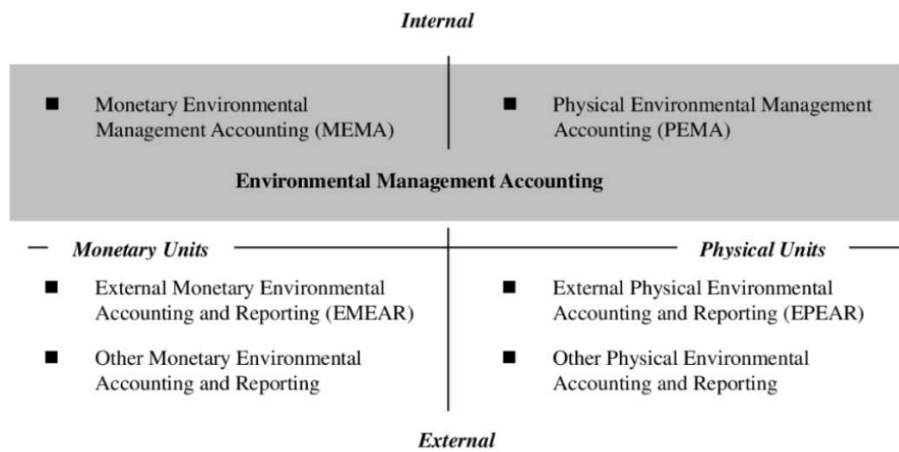 Internal
■ Monetary Environmental
Management Accounting (MEMA)
■ Physical Environmental Management
Accounting (PEMA)
Environmental Management Accounting
Monetary Units
Physical Units
■ External Monetary Environmental
Accounting and Reporting (EMEAR)
■ Other Monetary Environmental
Accounting and Reporting
■ External Physical Environmental
Accounting and Reporting (EPEAR)
■ Other Physical Environmental
Accounting and Reporting
External